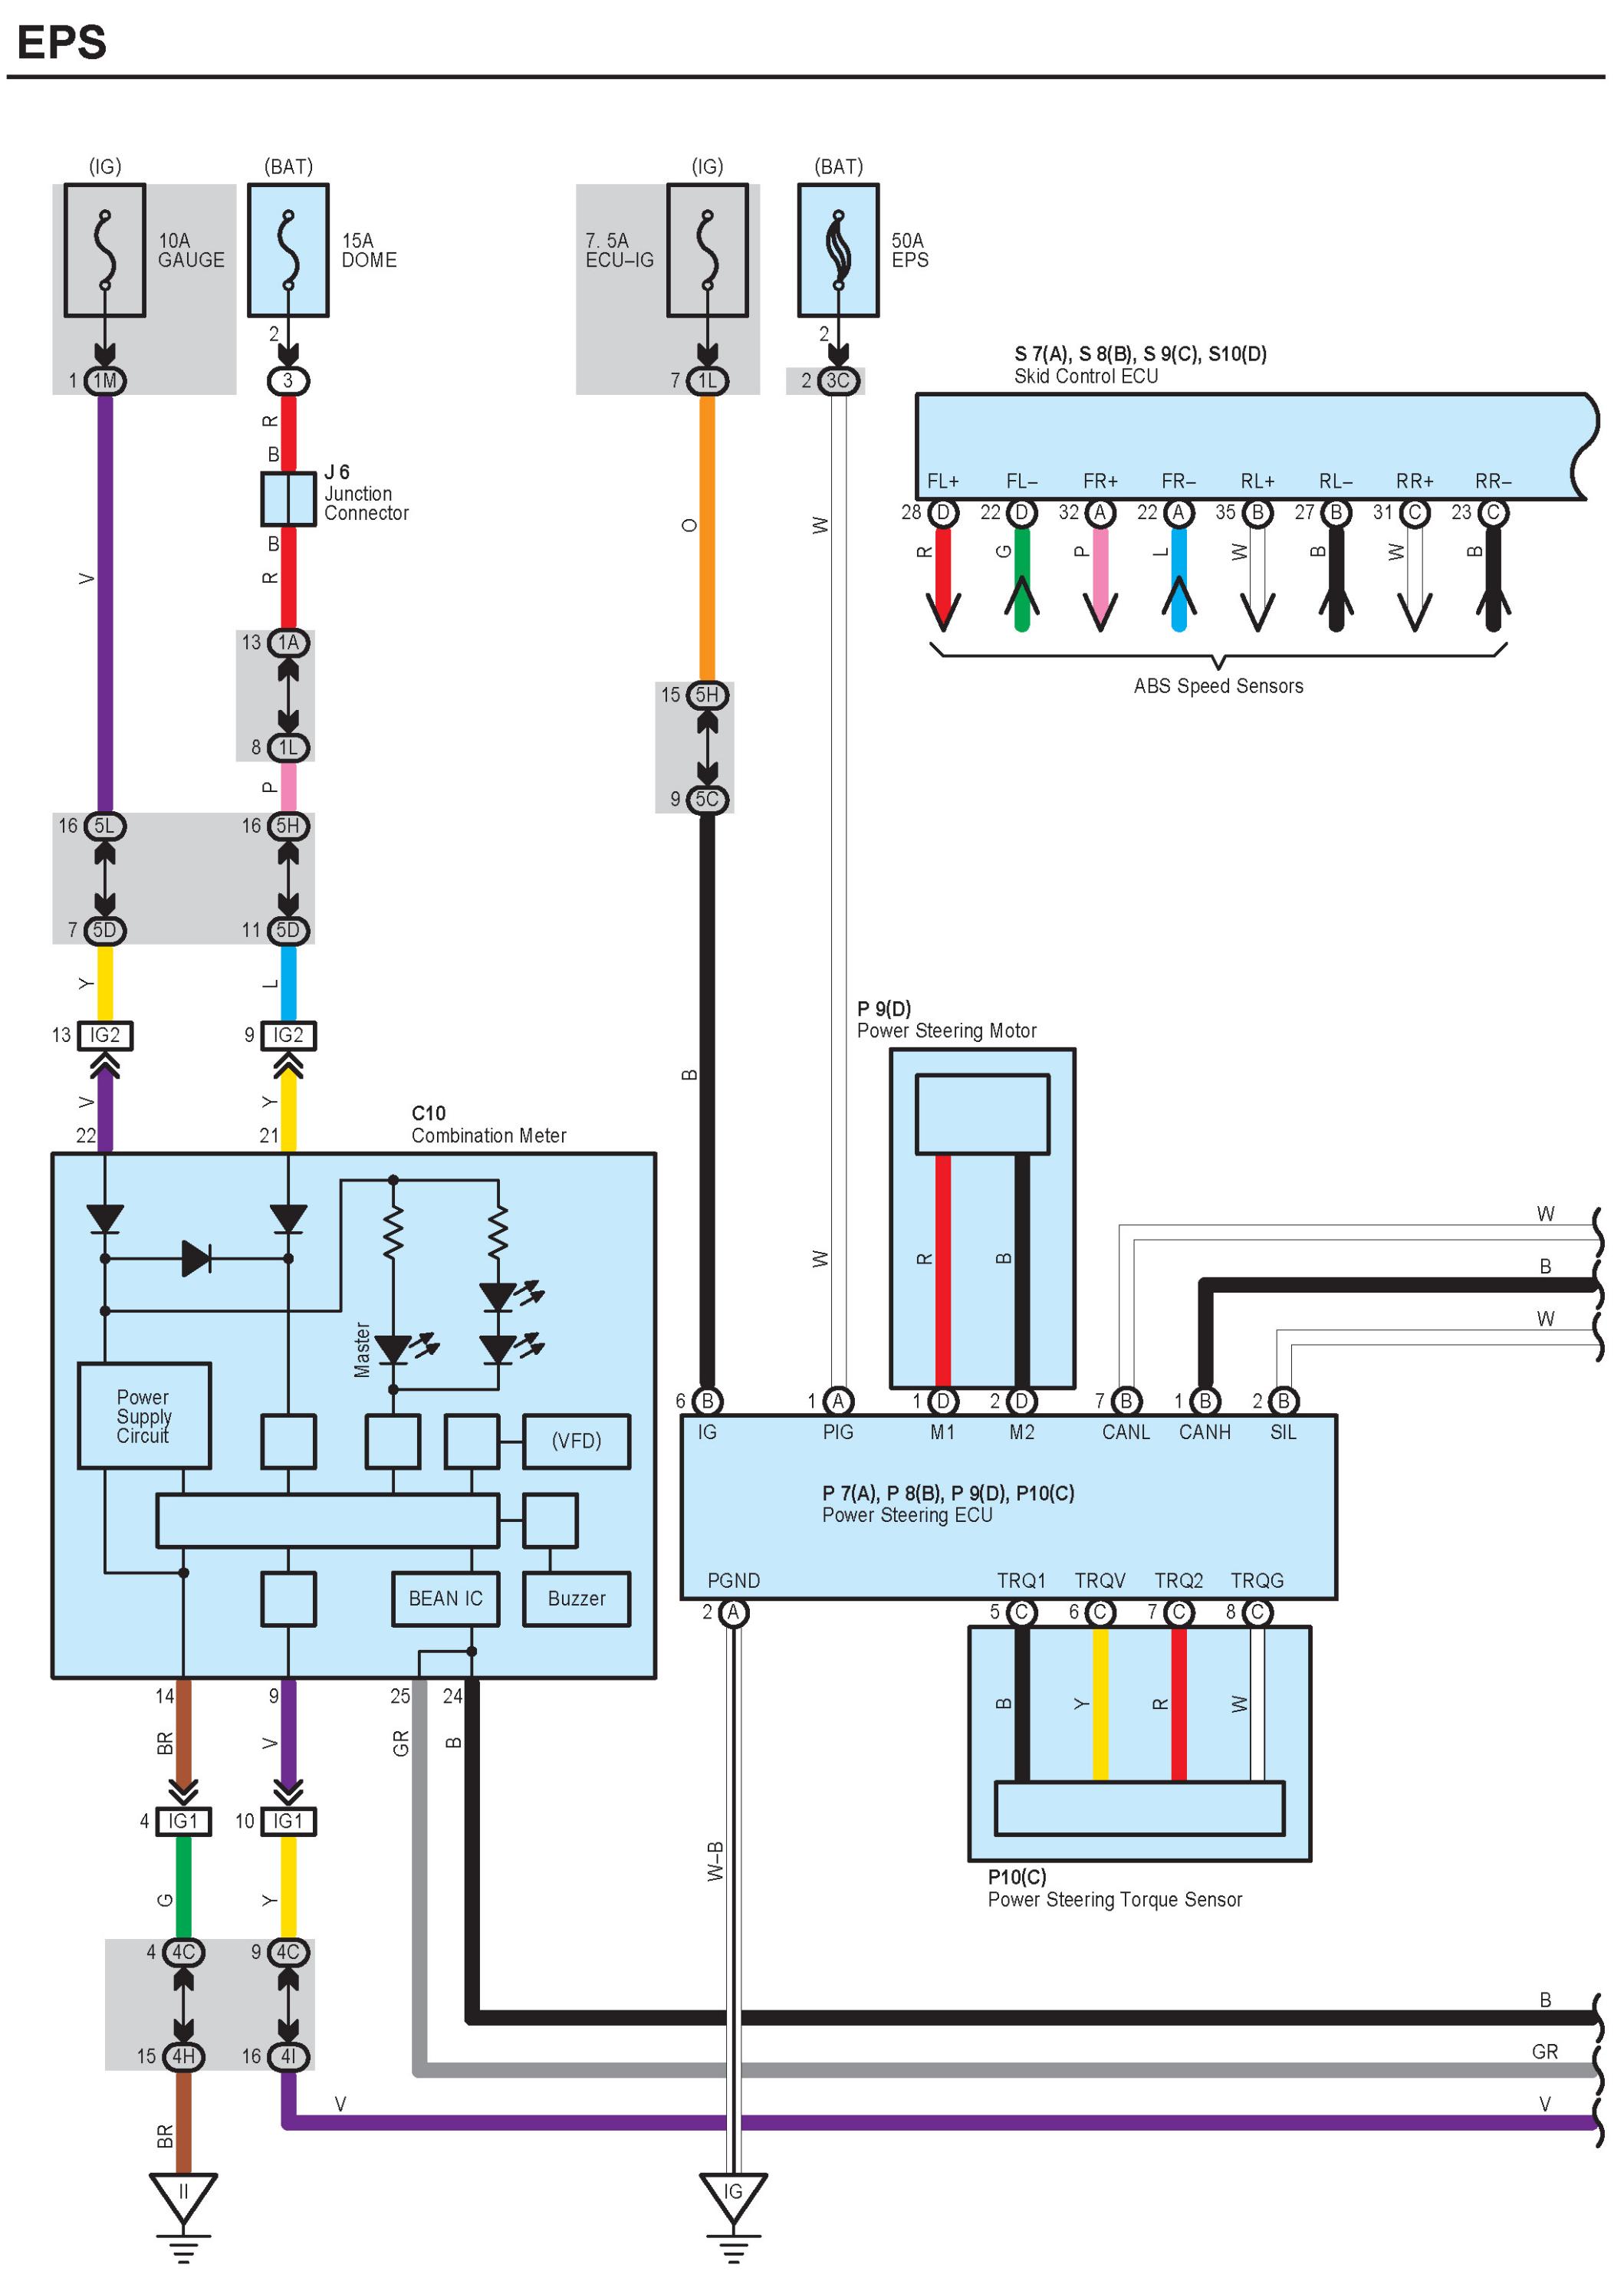 EPS
(IG)
(BAT)
(IG)
(BAT)
10A
GAUGE
15A
DOME
7. 5A
ECU–IG
50A
EPS
2
2
1 1M
3
7 1L
2 3C
S 7(A), S 8(B), S 9(C), S10(D)
Skid Control ECU
R
B
J 6
Junction
Connector
B
R
FL+ FL– FR+ FR– RL+ RL– RR+ RR–
28 D 22 D 32 A 22 A 35 B 27 B 31 C 23 C
R G P L W B W B
ABS Speed Sensors
V
O
W
13 1A
8 1L
P
15 5H
9 5C
16 5L
16 5H
7 5D
11 5D
Y
L
13 IG2
9 IG2
V
Y
22
21
B
W
P 9(D)
Power Steering Motor
R
B
C10
Combination Meter
Master
Power
Supply
Circuit
(VFD)
BEAN IC
Buzzer
W
B
W
6 B 1 A 1 D 2 D 7 B 1 B 2 B
IG PIG M1 M2 CANL CANH SIL
P 7(A), P 8(B), P 9(D), P10(C)
Power Steering ECU
PGND TRQ1 TRQV TRQ2 TRQG
2 A 5 C 6 C 7 C 8 C
B Y R W
P10(C)
Power Steering Torque Sensor
14 9 25 24
BR V GR B
4 IG1
10 IG1
G
Y
W–B
4 4C
9 4C
15 4H
16 4I
B
GR
V
V
BR
II
IG